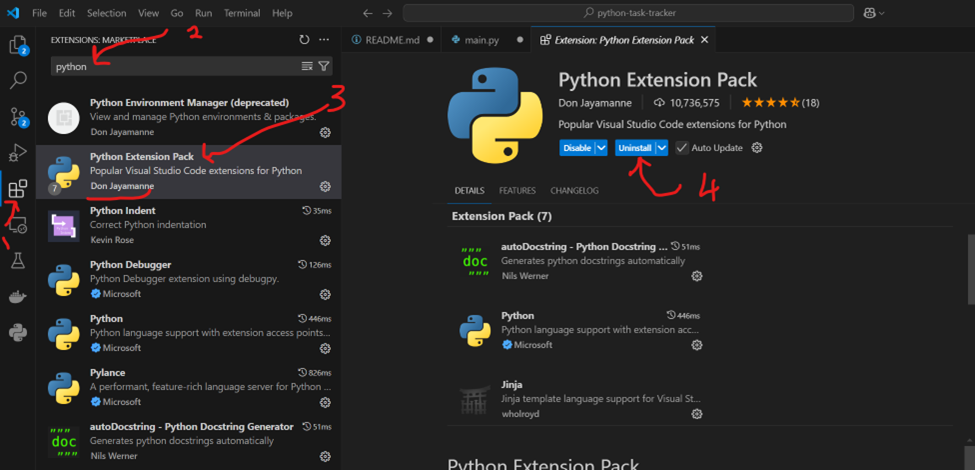 File Edit Selection View Go Run Terminal Help
python-task-tracker
EXTENSIONS: MARKETPLACE
2
python
3
Python Environment Manager (deprecated)
View and manage Python environments & packages.
Don Jayamanne
Python Extension Pack
Popular Visual Studio Code extensions for Python
Don Jayamanne
7
Python Indent 35ms
Correct Python indentation
Kevin Rose
Python Debugger 126ms
Python Debugger extension using debugpy.
Microsoft
Python 446ms
Python language support with extension access points...
Microsoft
Pylance 826ms
A performant, feature-rich language server for Python ...
Microsoft
autoDocstring - Python Docstring Generator 51ms
Generates python docstrings automatically
Nils Werner
"""
doc
"""
2
2
1
README.md
main.py
Extension: Python Extension Pack
Python Extension Pack
Don Jayamanne 10,736,575 (18)
Popular Visual Studio Code extensions for Python
Disable Uninstall Auto Update
4
DETAILS FEATURES CHANGELOG
Extension Pack (7)
"""
doc
"""
autoDocstring - Python Docstring ... 51ms
Generates python docstrings automatically
Nils Werner
Python 446ms
Python language support with extension acc...
Microsoft
Jinja
Jinja template language support for Visual St...
wholroyd
Python Extension Pack